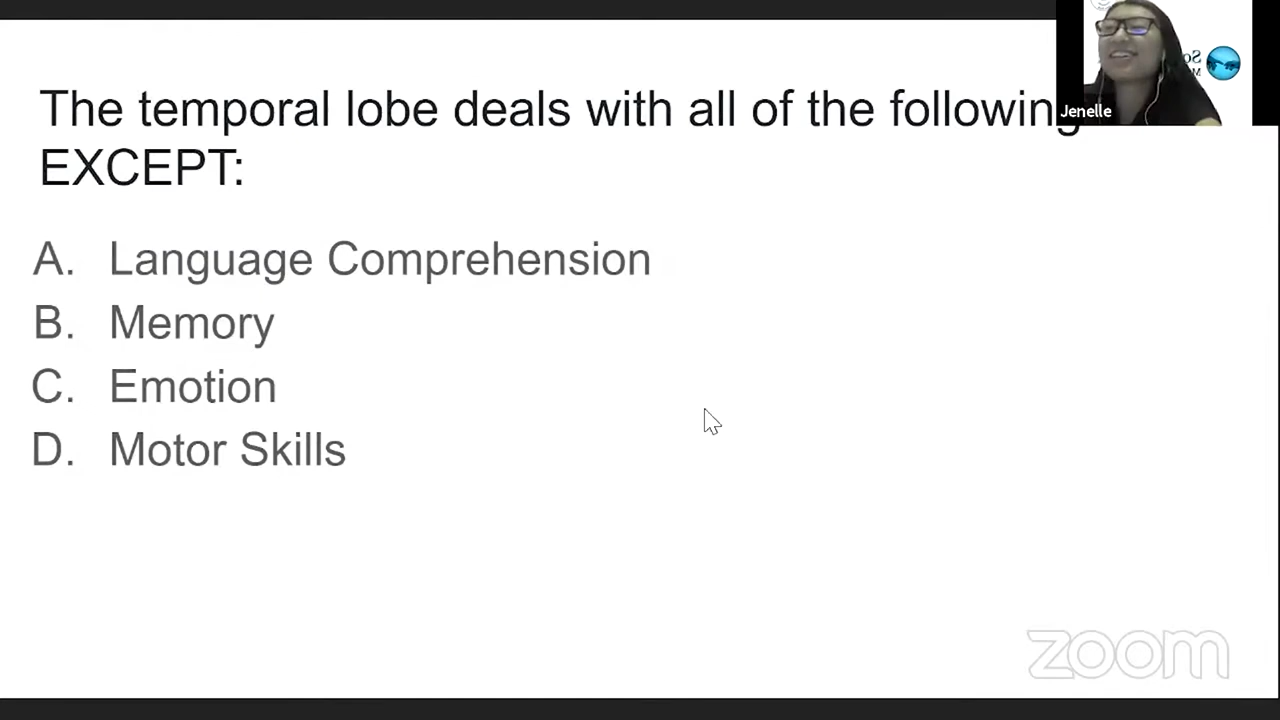 The temporal lobe deals with all of the following
EXCEPT:
A. Language Comprehension
B. Memory
C. Emotion
D. Motor Skills
Jenelle
zoom